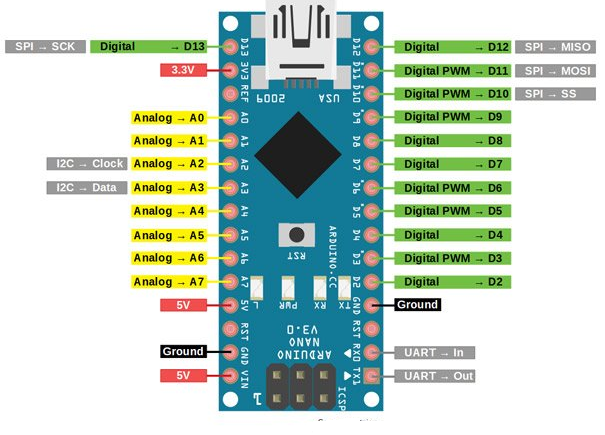 SPI → SCK Digital → D13
3.3V
Analog → A0
Analog → A1
I2C → Clock Analog → A2
I2C → Data Analog → A3
Analog → A4
Analog → A5
Analog → A6
Analog → A7
5V
Ground
5V
D13
3V3
REF
A0
A1
A2
A3
A4
A5
A6
A7
5V
RST
GND
VIN
USA 2009
RST
ARDUINO.CC
TX RX PWR L
ARDUINO
NANO
V3.0
ICSP
1
D12
D11
D10
D9
D8
D7
D6
D5
D4
D3
D2
GND
RST
RX0
TX1
Digital → D12 SPI → MISO
Digital PWM → D11 SPI → MOSI
Digital PWM → D10 SPI → SS
Digital PWM → D9
Digital → D8
Digital → D7
Digital PWM → D6
Digital PWM → D5
Digital → D4
Digital PWM → D3
Digital → D2
Ground
UART → In
UART → Out